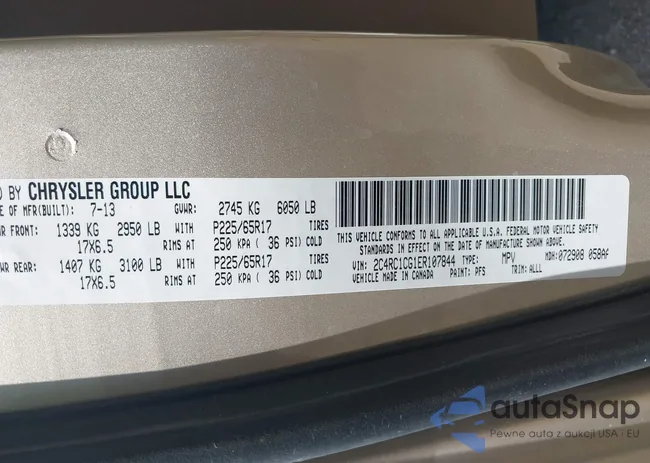 D BY CHRYSLER GROUP LLC
E OF MFR(BUILT): 7-13 GVWR: 2745 KG 6050 LB
WR FRONT: 1339 KG 2950 LB WITH P225/65R17 TIRES
17X6.5 RIMS AT 250 KPA ( 36 PSI) COLD
WR REAR: 1407 KG 3100 LB WITH P225/65R17 TIRES
17X6.5 RIMS AT 250 KPA ( 36 PSI) COLD
THIS VEHICLE CONFORMS TO ALL APPLICABLE U.S.A. FEDERAL MOTOR VEHICLE SAFETY
STANDARDS IN EFFECT ON THE DATE OF MANUFACTURE SHOWN ABOVE.
VIN: 2C4RC1CG1ER107844 TYPE: MPV MDH: 072908 058AF
VEHICLE MADE IN CANADA PAINT: PFS TRIM: ALLL
autaSnap
Pewne auta z aukcji USA i EU